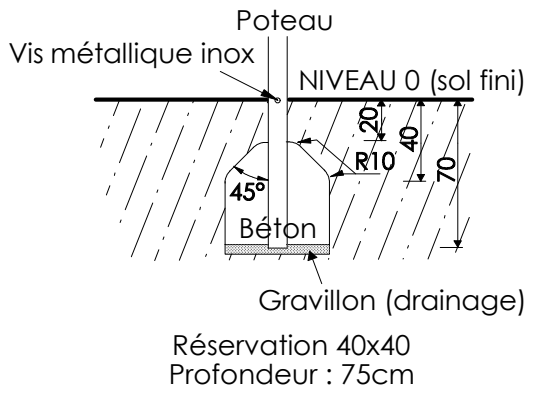 Poteau
Vis métallique inox
NIVEAU 0 (sol fini)
20
40
70
R10
45°
Béton
Gravillon (drainage)
Réservation 40x40
Profondeur : 75cm